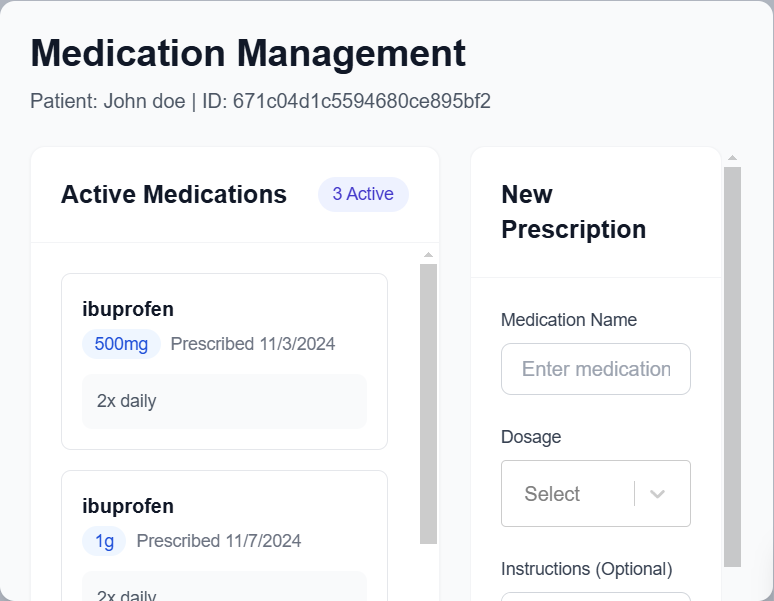 Medication Management
Patient: John doe | ID: 671c04d1c5594680ce895bf2
Active Medications
3 Active
ibuprofen
500mg Prescribed 11/3/2024
2x daily
ibuprofen
1g Prescribed 11/7/2024
2x daily
New
Prescription
Medication Name
Enter medication
Dosage
Select
Instructions (Optional)